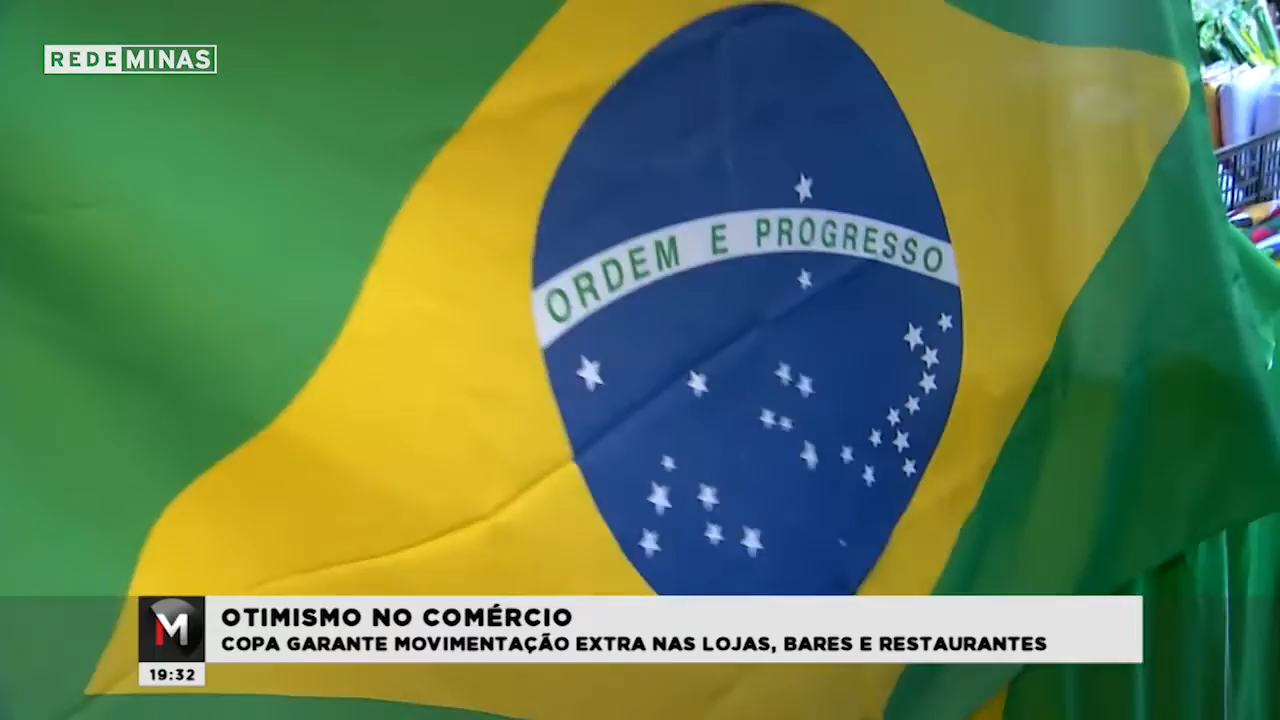 REDE MINAS
ORDEM E PROGRESSO
OTIMISMO NO COMÉRCIO
COPA GARANTE MOVIMENTAÇÃO EXTRA NAS LOJAS, BARES E RESTAURANTES
M
19:32